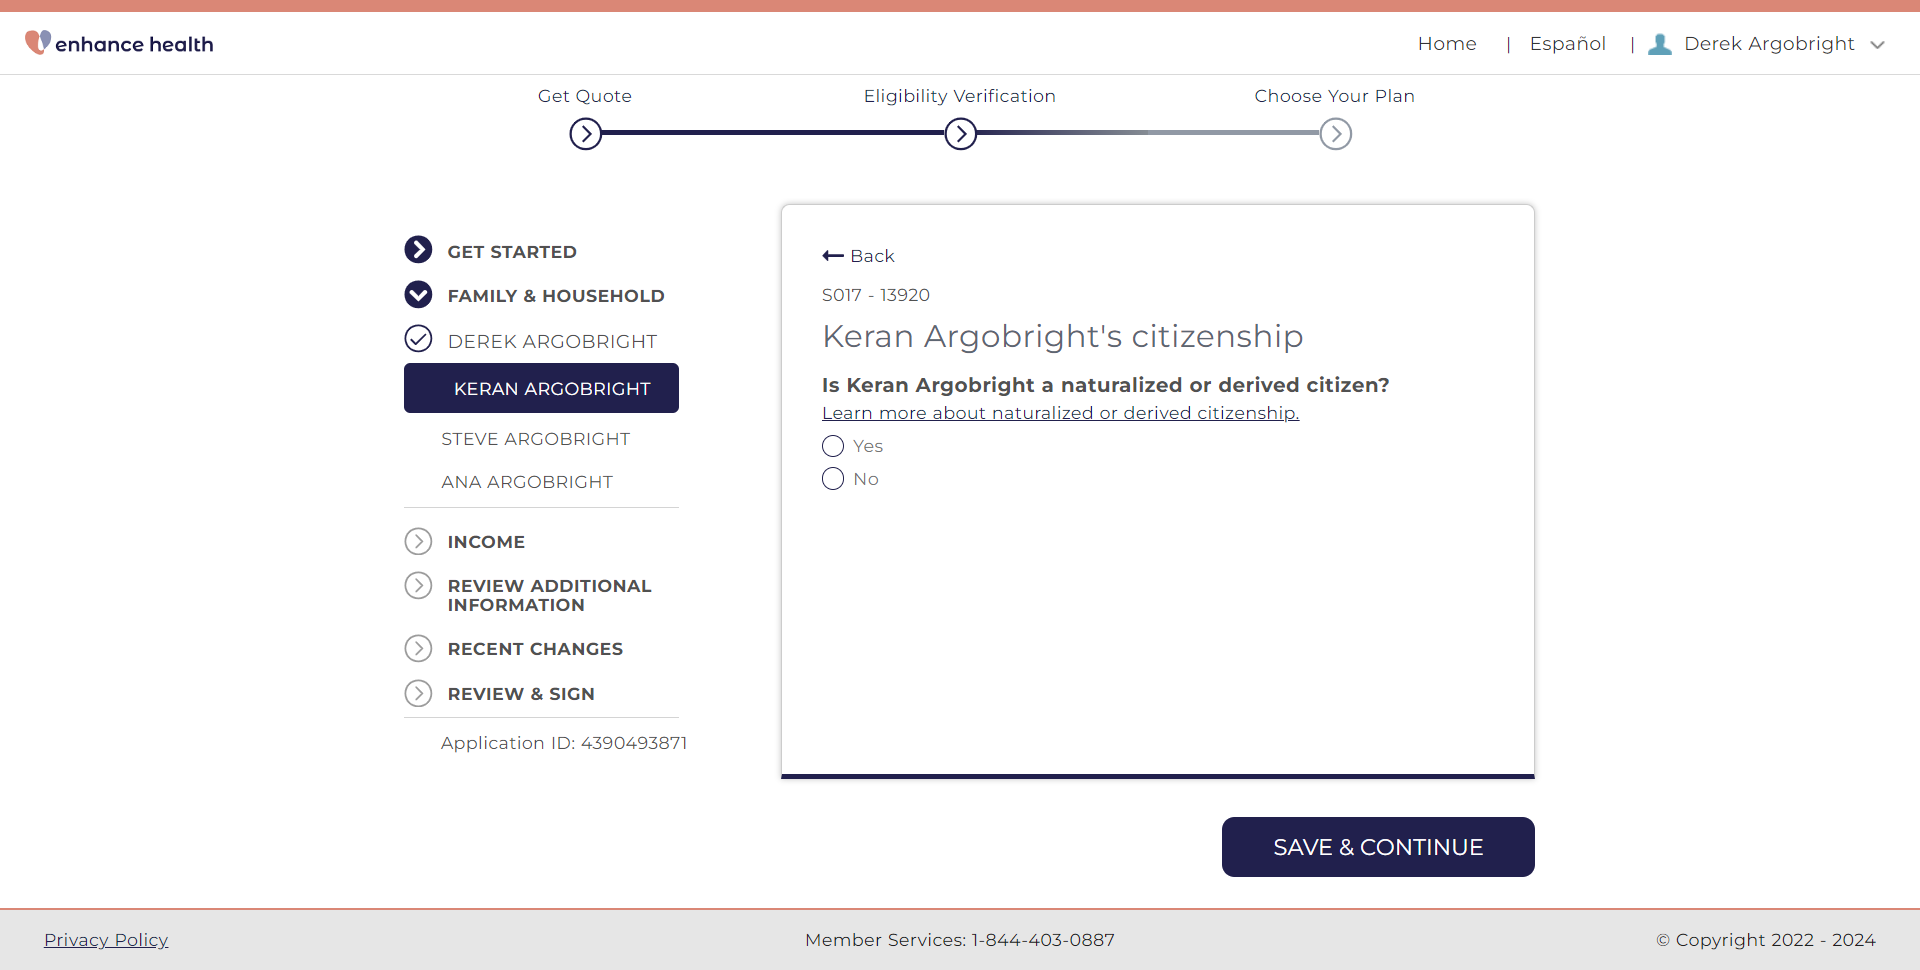 enhance health
Home | Español | Derek Argobright
Get Quote
Eligibility Verification
Choose Your Plan
GET STARTED
FAMILY & HOUSEHOLD
DEREK ARGOBRIGHT
KERAN ARGOBRIGHT
STEVE ARGOBRIGHT
ANA ARGOBRIGHT
INCOME
REVIEW ADDITIONAL
INFORMATION
RECENT CHANGES
REVIEW & SIGN
Application ID: 4390493871
Back
S017 - 13920
Keran Argobright's citizenship
Is Keran Argobright a naturalized or derived citizen?
Learn more about naturalized or derived citizenship.
Yes
No
SAVE & CONTINUE
Privacy Policy
Member Services: 1-844-403-0887
© Copyright 2022 - 2024